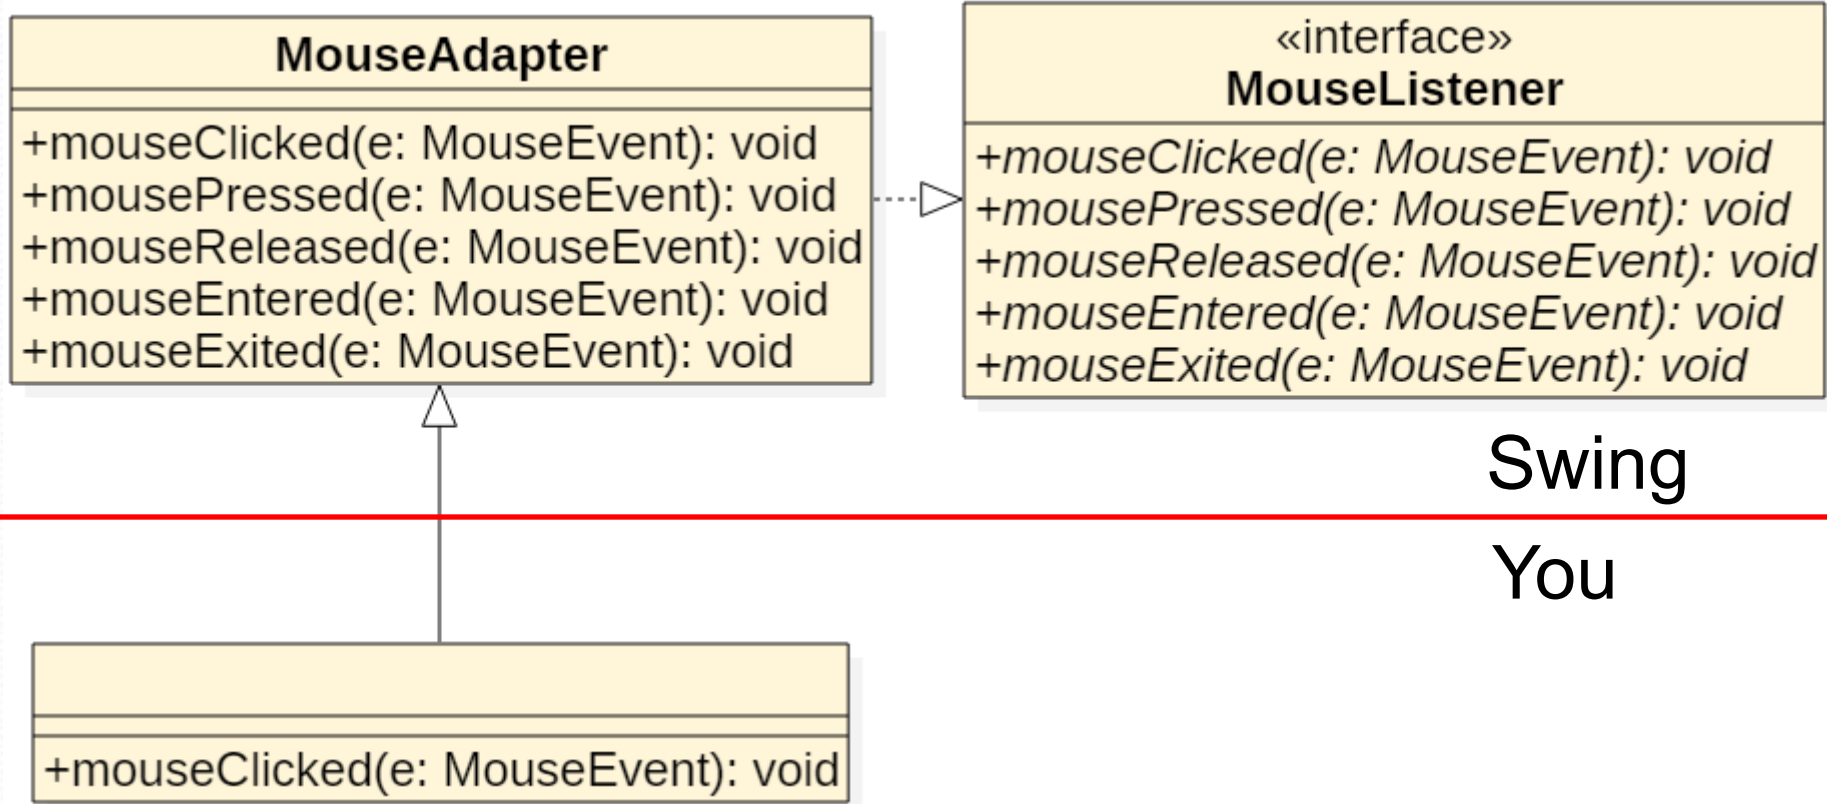 MouseAdapter
+mouseClicked(e: MouseEvent): void
+mousePressed(e: MouseEvent): void
+mouseReleased(e: MouseEvent): void
+mouseEntered(e: MouseEvent): void
+mouseExited(e: MouseEvent): void
«interface»
MouseListener
+mouseClicked(e: MouseEvent): void
+mousePressed(e: MouseEvent): void
+mouseReleased(e: MouseEvent): void
+mouseEntered(e: MouseEvent): void
+mouseExited(e: MouseEvent): void
Swing
You
+mouseClicked(e: MouseEvent): void